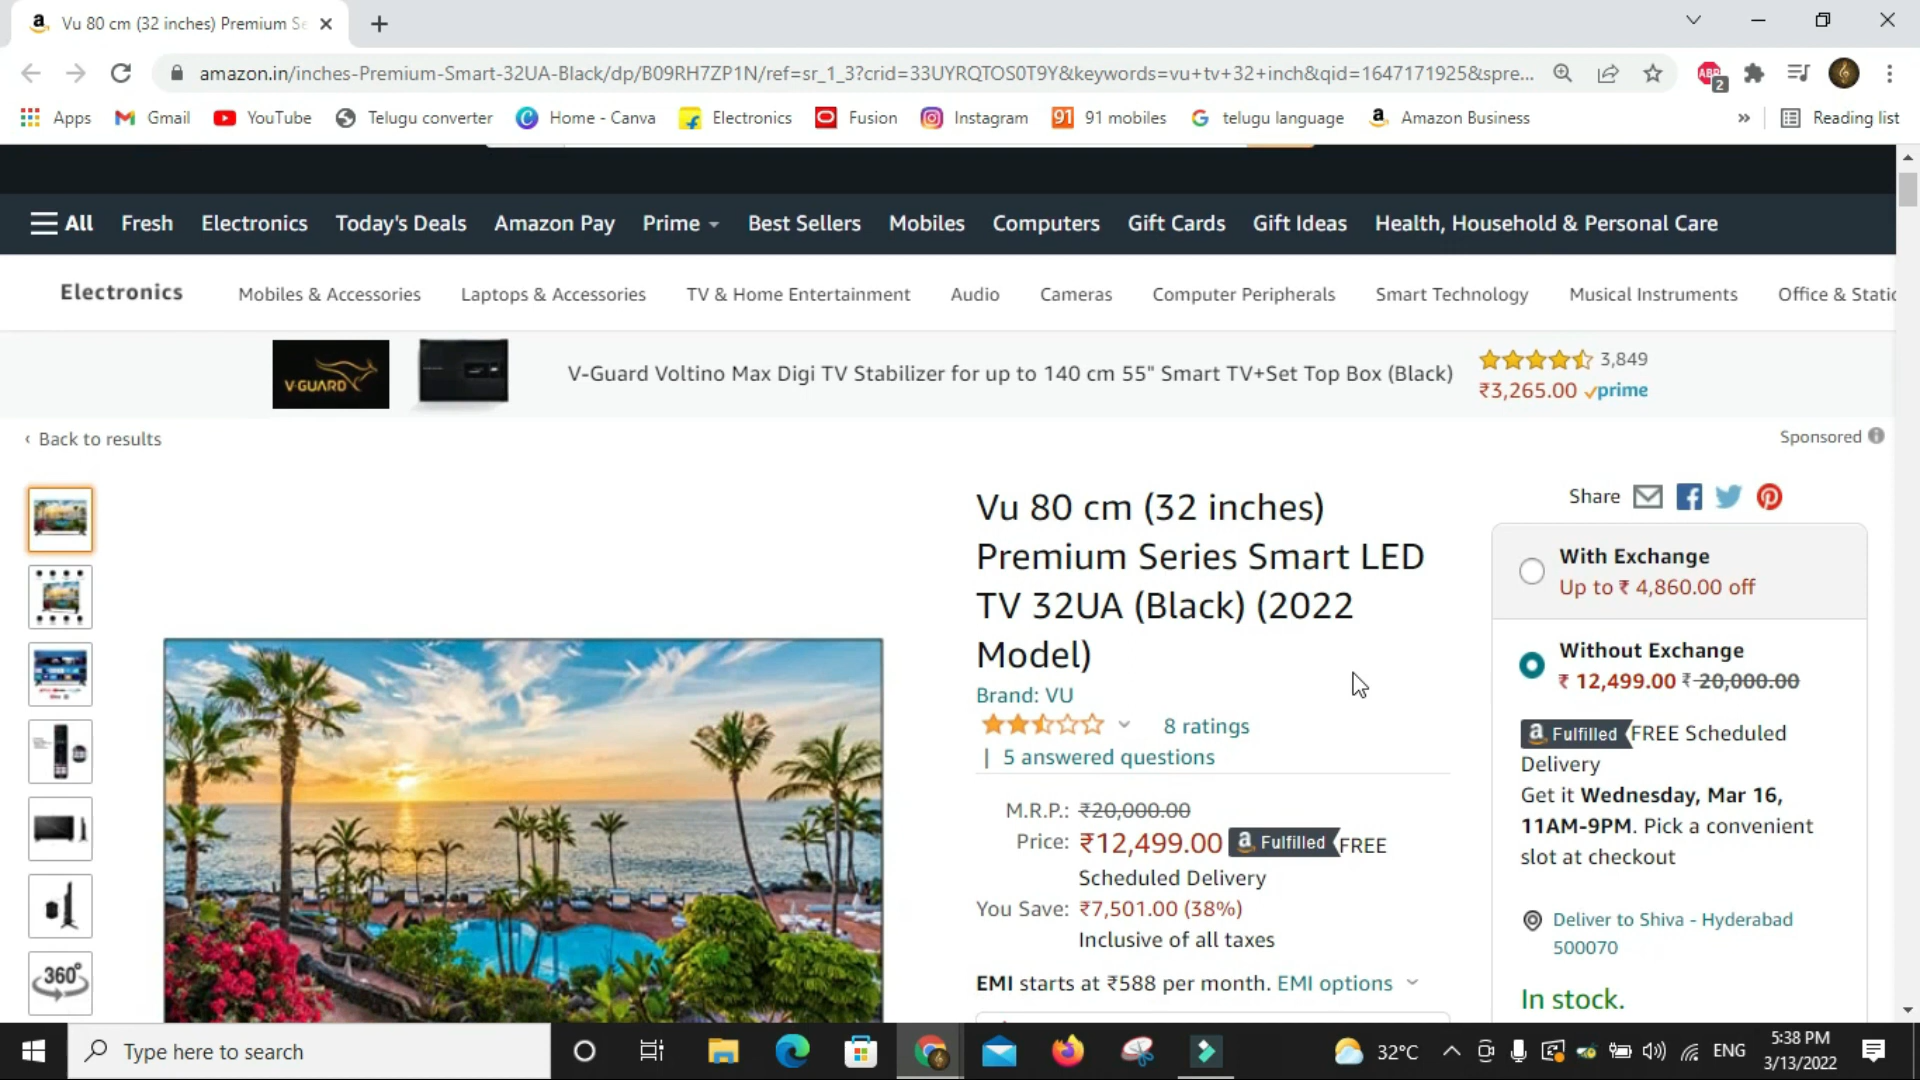 Vu 80 cm (32 inches) Premium Se
amazon.in/inches-Premium-Smart-32UA-Black/dp/B09RH7ZP1N/ref=sr_1_3?crid=33UYRQTOS0T9Y&keywords=vu+tv+32+inch&qid=1647171925&spre...
ABP
2
Apps
Gmail
YouTube
Telugu converter
Home - Canva
Electronics
Fusion
Instagram
91
91 mobiles
telugu language
Amazon Business
»
Reading list
All
Fresh
Electronics
Today's Deals
Amazon Pay
Prime
Best Sellers
Mobiles
Computers
Gift Cards
Gift Ideas
Health, Household & Personal Care
Electronics
Mobiles & Accessories
Laptops & Accessories
TV & Home Entertainment
Audio
Cameras
Computer Peripherals
Smart Technology
Musical Instruments
Office & Static
V-GUARD
V-Guard Voltino Max Digi TV Stabilizer for up to 140 cm 55" Smart TV+Set Top Box (Black)
3,849
₹3,265.00 prime
‹ Back to results
Sponsored
Vu 80 cm (32 inches)
Premium Series Smart LED
TV 32UA (Black) (2022
Model)
Brand: VU
8 ratings
| 5 answered questions
M.R.P.: ₹20,000.00
Price: ₹12,499.00 a Fulfilled FREE
Scheduled Delivery
You Save: ₹7,501.00 (38%)
Inclusive of all taxes
EMI starts at ₹588 per month. EMI options
Share
With Exchange
Up to ₹ 4,860.00 off
Without Exchange
₹ 12,499.00 ₹ 20,000.00
a Fulfilled FREE Scheduled
Delivery
Get it Wednesday, Mar 16,
11AM-9PM. Pick a convenient
slot at checkout
Deliver to Shiva - Hyderabad
500070
In stock.
360°
Type here to search
32°C
ENG
5:38 PM
3/13/2022